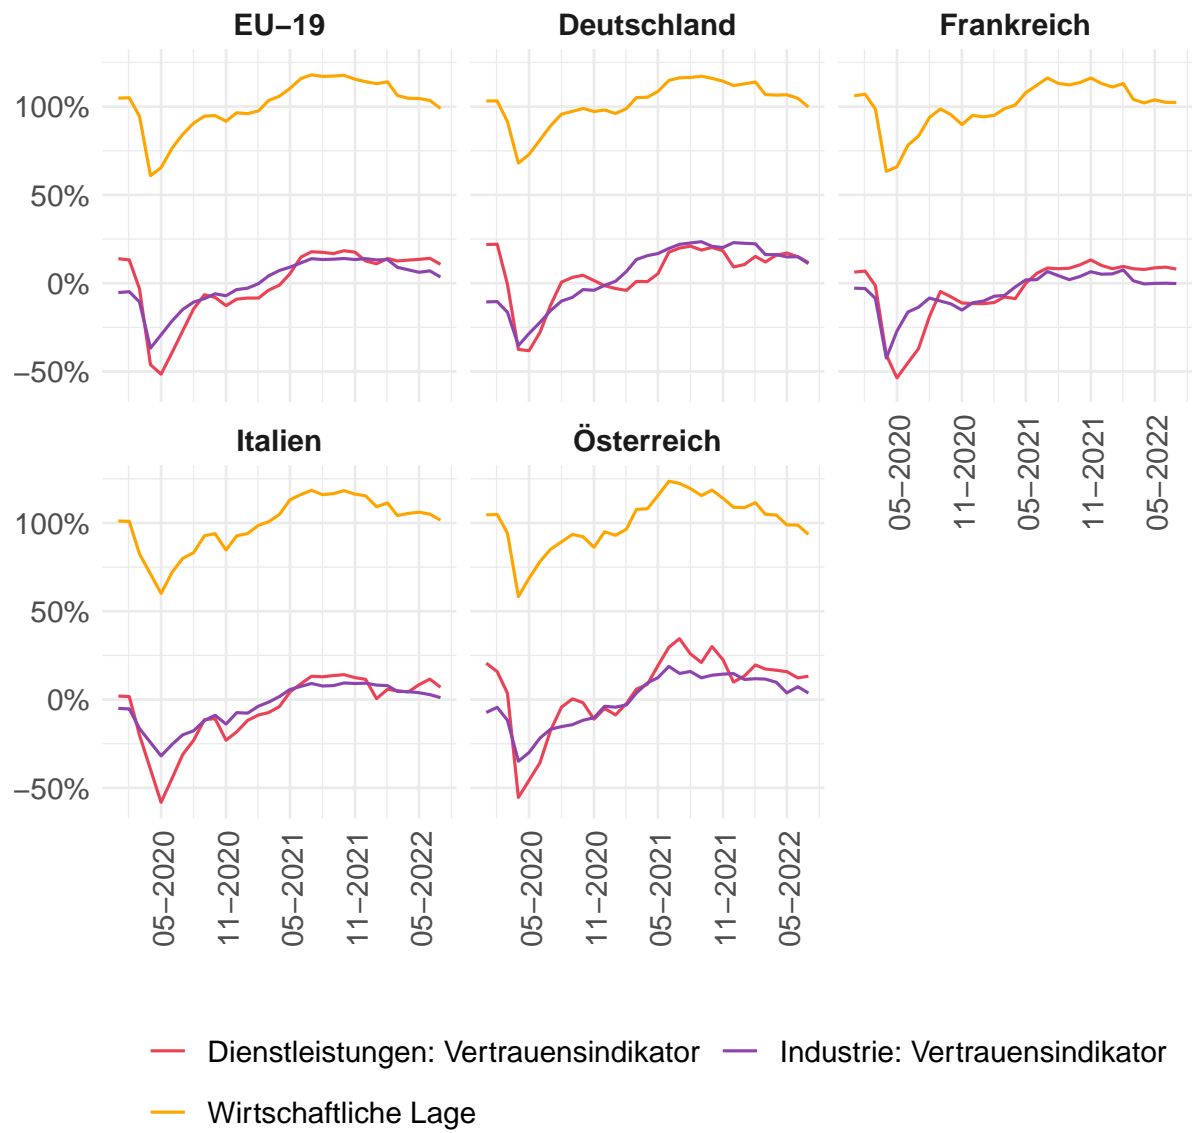 EU−19 Deutschland Frankreich
100%
50%
0%
−50%
05−2020 11−2020 05−2021 11−2021 05−2022
Italien Österreich
100%
50%
0%
−50%
05−2020 11−2020 05−2021 11−2021 05−2022 05−2020 11−2020 05−2021 11−2021 05−2022
Dienstleistungen: Vertrauensindikator Industrie: Vertrauensindikator
Wirtschaftliche Lage